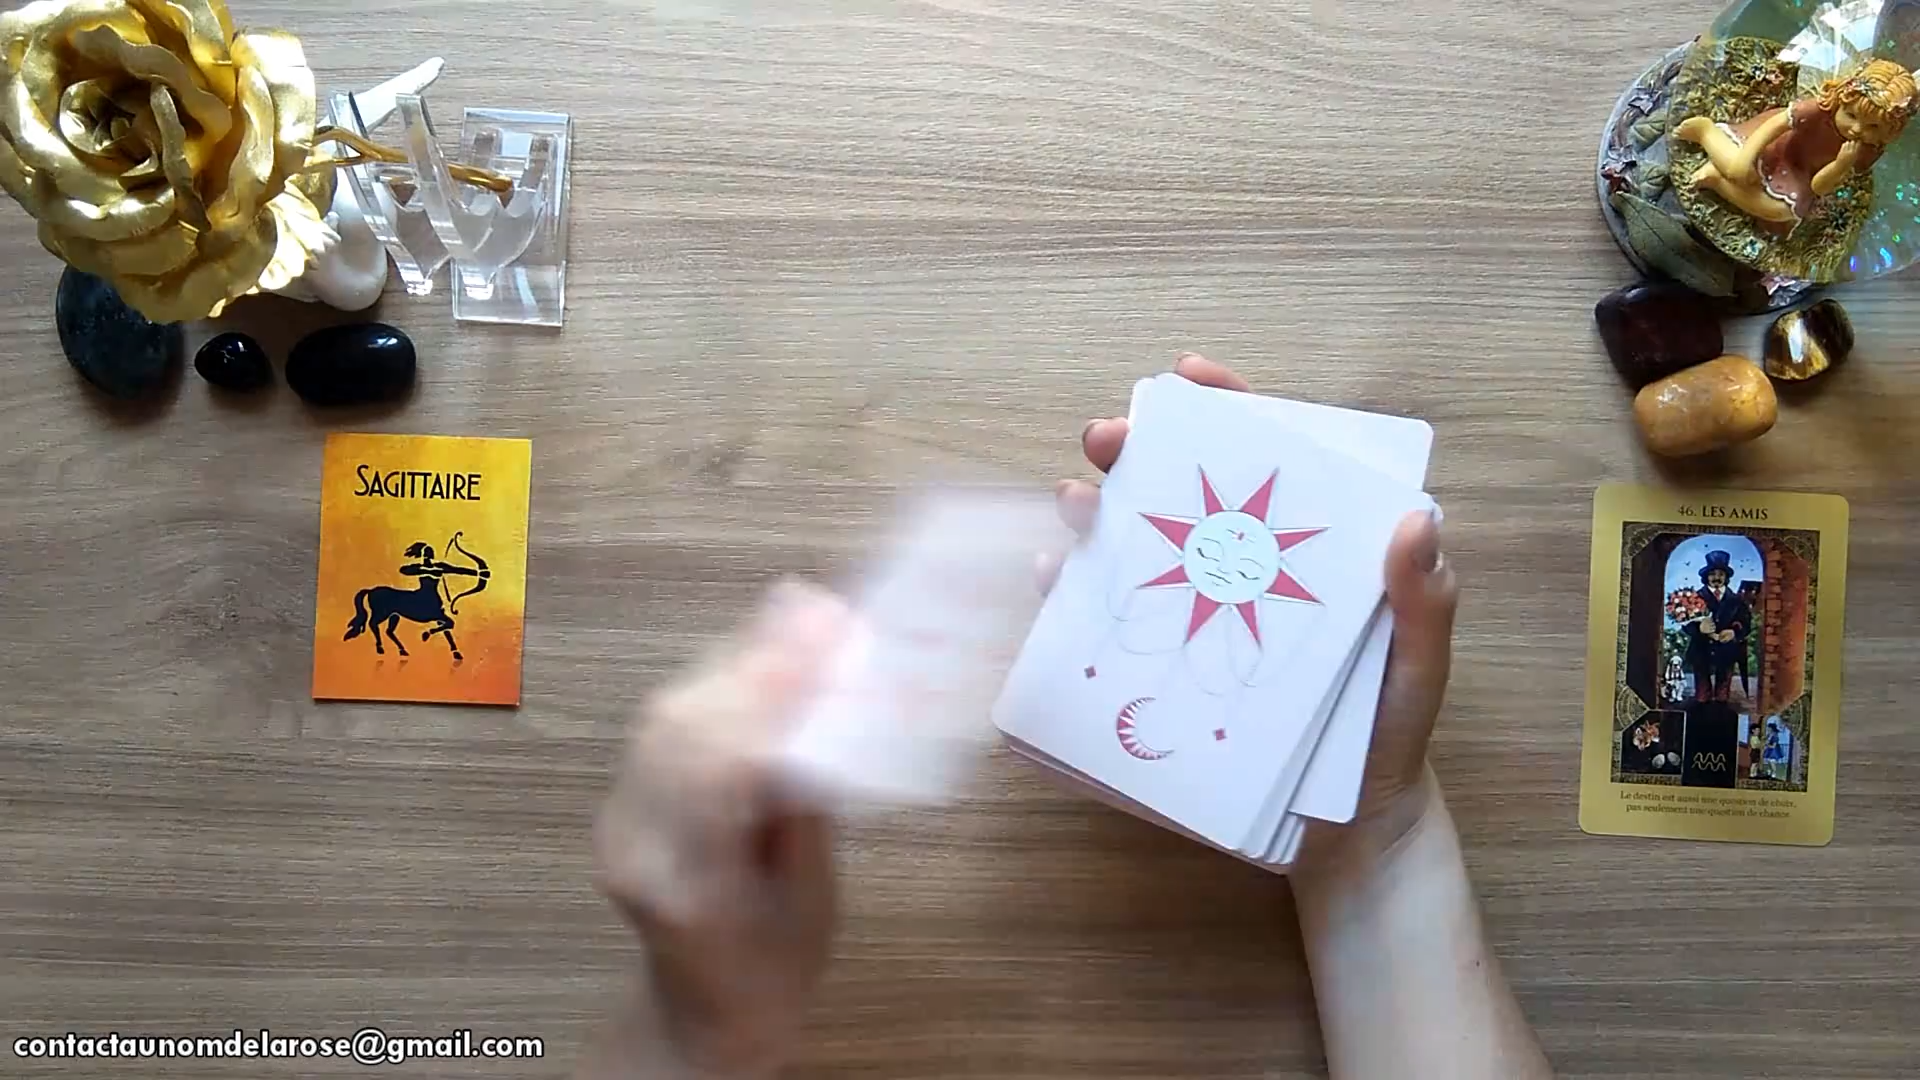 SAGITTAIRE
46. LES AMIS
Le destin est aussi une question de choix,
pas seulement une question de chance.
contactaunomdelarose@gmail.com